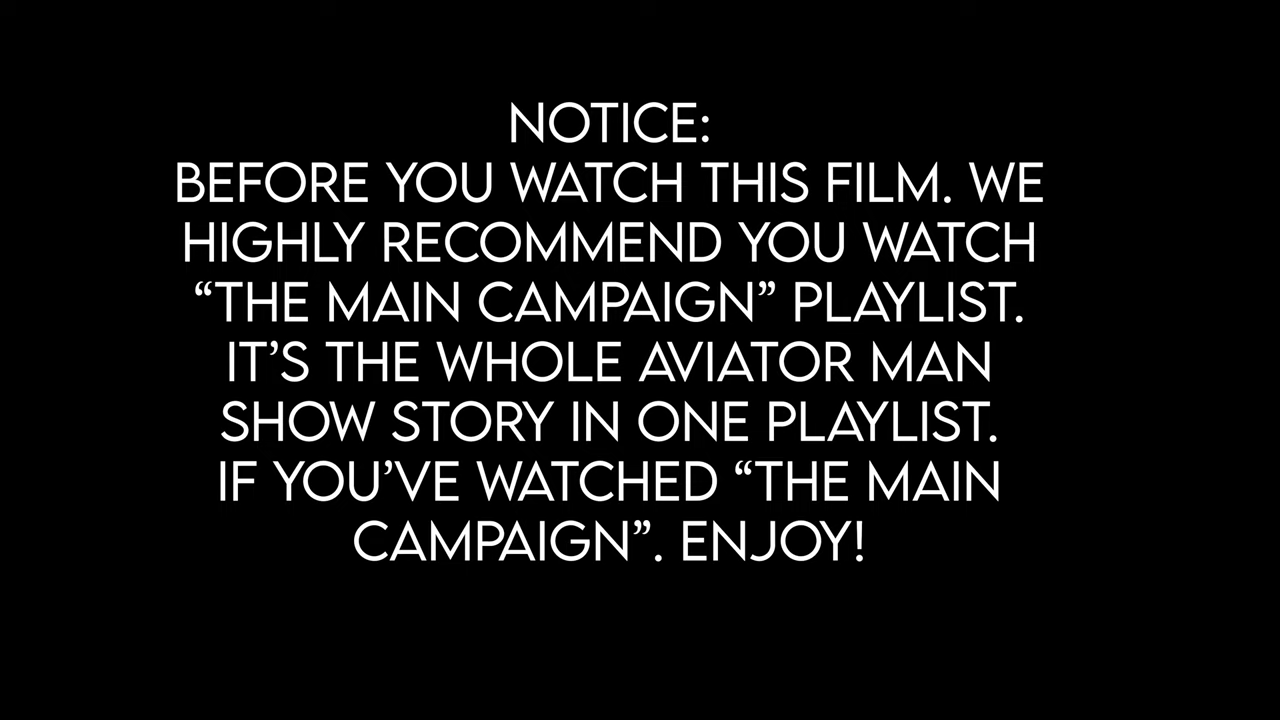 NOTICE:
BEFORE YOU WATCH THIS FILM. WE
HIGHLY RECOMMEND YOU WATCH
“THE MAIN CAMPAIGN” PLAYLIST.
IT’S THE WHOLE AVIATOR MAN
SHOW STORY IN ONE PLAYLIST.
IF YOU’VE WATCHED “THE MAIN
CAMPAIGN”. ENJOY!